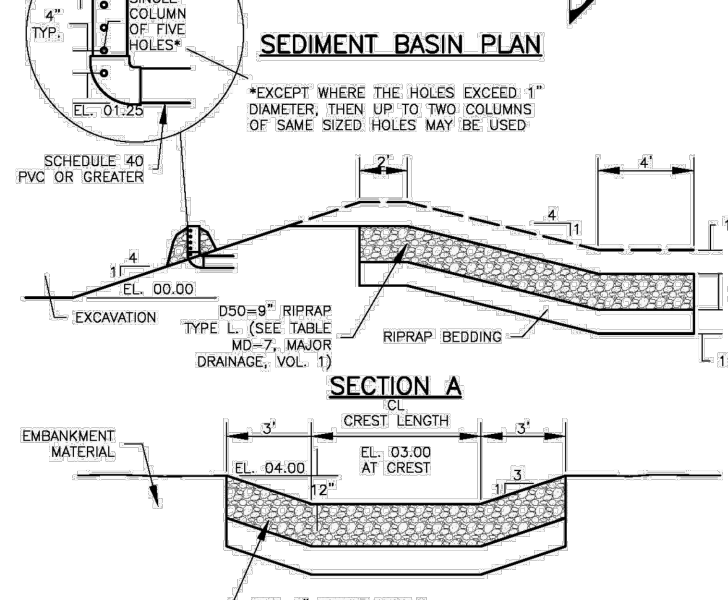 SINGLE
COLUMN
OF FIVE
HOLES*
4"
TYP.
EL. 01.25
SCHEDULE 40
PVC OR GREATER
SEDIMENT BASIN PLAN
*EXCEPT WHERE THE HOLES EXCEED 1"
DIAMETER, THEN UP TO TWO COLUMNS
OF SAME SIZED HOLES MAY BE USED
2'
4'
4
1
4
1
EL. 00.00
EXCAVATION
D50=9" RIPRAP
TYPE L. (SEE TABLE
MD-7, MAJOR
DRAINAGE, VOL. 1)
RIPRAP BEDDING
SECTION A
CL
CREST LENGTH
3'
3'
EMBANKMENT
MATERIAL
EL. 04.00
EL. 03.00
AT CREST
12"
3
1